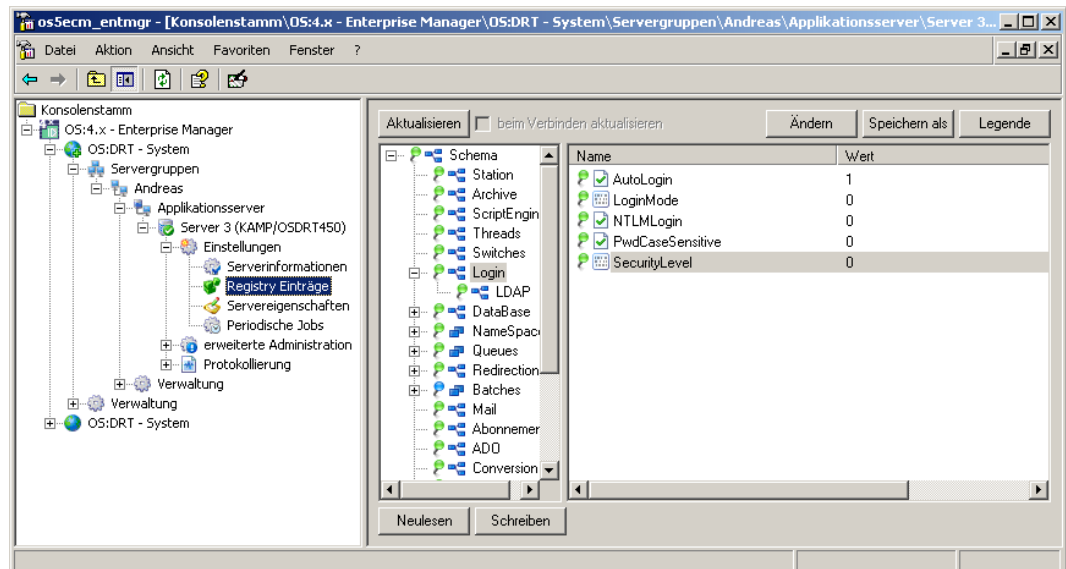 os5ecm_entmgr - [Konsolenstamm\OS:4.x - Enterprise Manager\OS:DRT - System\Servergruppen\Andreas\Applikationsserver\Server 3...
Datei Aktion Ansicht Favoriten Fenster ?
Konsolenstamm
OS:4.x - Enterprise Manager
OS:DRT - System
Servergruppen
Andreas
Applikationsserver
Server 3 (KAMP/OSDRT450)
Einstellungen
Serverinformationen
Registry Einträge
Servereigenschaften
Periodische Jobs
erweiterte Administration
Protokollierung
Verwaltung
Verwaltung
OS:DRT - System
Aktualisieren beim Verbinden aktualisieren Ändern Speichern als Legende
Schema
Station
Archive
ScriptEngin
Threads
Switches
Login
LDAP
DataBase
NameSpac
Queues
Redirection
Batches
Mail
Abonnemer
ADO
Conversion
Name Wert
AutoLogin 1
LoginMode 0
NTLMLogin 0
PwdCaseSensitive 0
SecurityLevel 0
Neulesen Schreiben